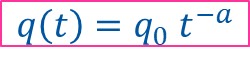 q(t) = q₀ t⁻ᵃ